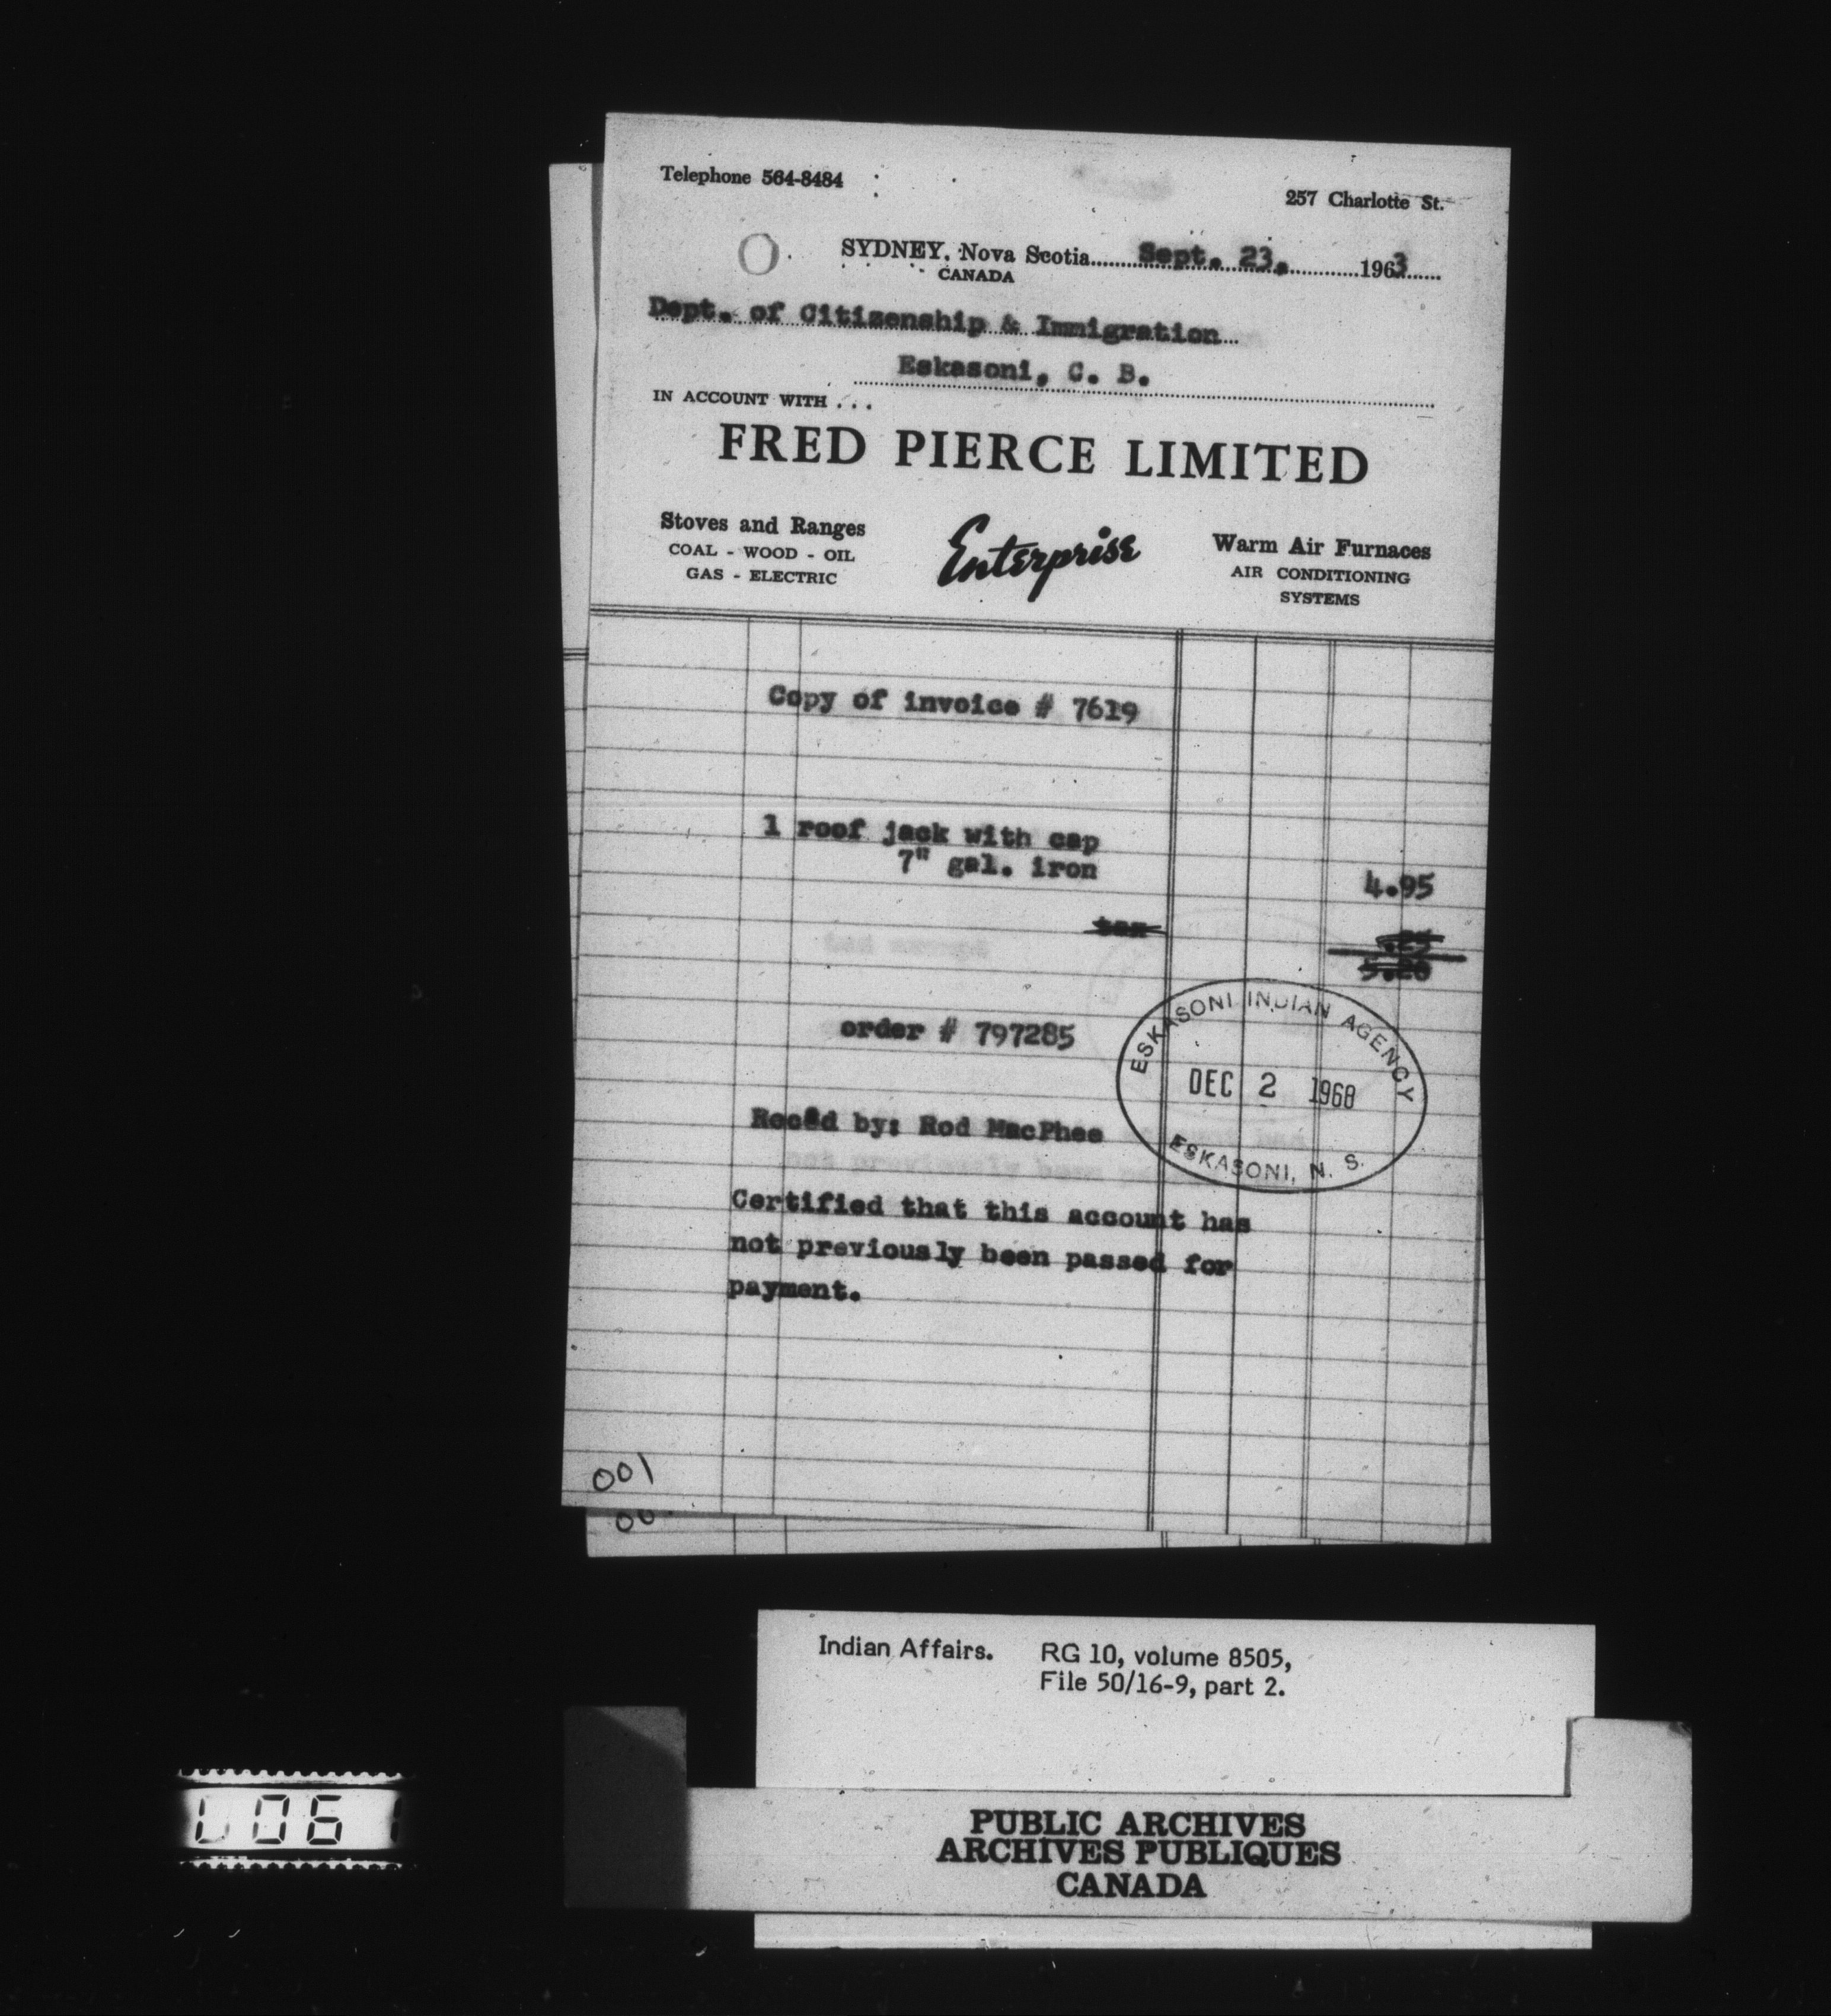 Telephone 564-8484
257 Charlotte St.
SYDNEY, Nova Scotia Sept. 23, 1963
CANADA
Dept. of Citizenship & Immigration
Eskasoni, C. B.
IN ACCOUNT WITH . . .
FRED PIERCE LIMITED
Stoves and Ranges
COAL - WOOD - OIL
GAS - ELECTRIC
Enterprise
Warm Air Furnaces
AIR CONDITIONING
SYSTEMS
Copy of invoice # 7619
1 roof jack with cap
7" gal. iron 4.95
tax .25
5.20
order # 797285
ESKASONI INDIAN AGENCY
DEC 2 1968
ESKASONI, N. S.
Rec'd by: Rod MacPhee
Certified that this account has
not previously been passed for
payment.
001
Indian Affairs. RG 10, volume 8505,
File 50/16-9, part 2.
PUBLIC ARCHIVES
ARCHIVES PUBLIQUES
CANADA